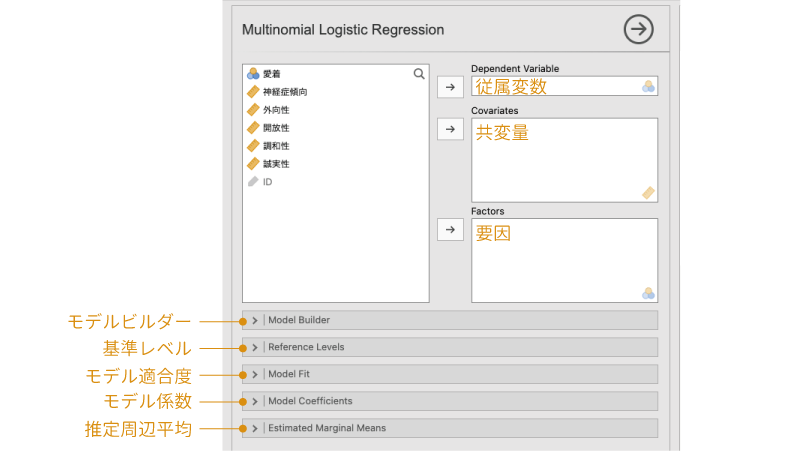 Multinomial Logistic Regression
愛着
神経症傾向
外向性
開放性
調和性
誠実性
ID
Dependent Variable
従属変数
Covariates
共変量
Factors
要因
モデルビルダー
Model Builder
基準レベル
Reference Levels
モデル適合度
Model Fit
モデル係数
Model Coefficients
推定周辺平均
Estimated Marginal Means